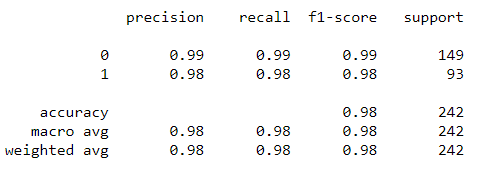 precision recall f1-score support
0 0.99 0.99 0.99 149
1 0.98 0.98 0.98 93
accuracy 0.98 242
macro avg 0.98 0.98 0.98 242
weighted avg 0.98 0.98 0.98 242